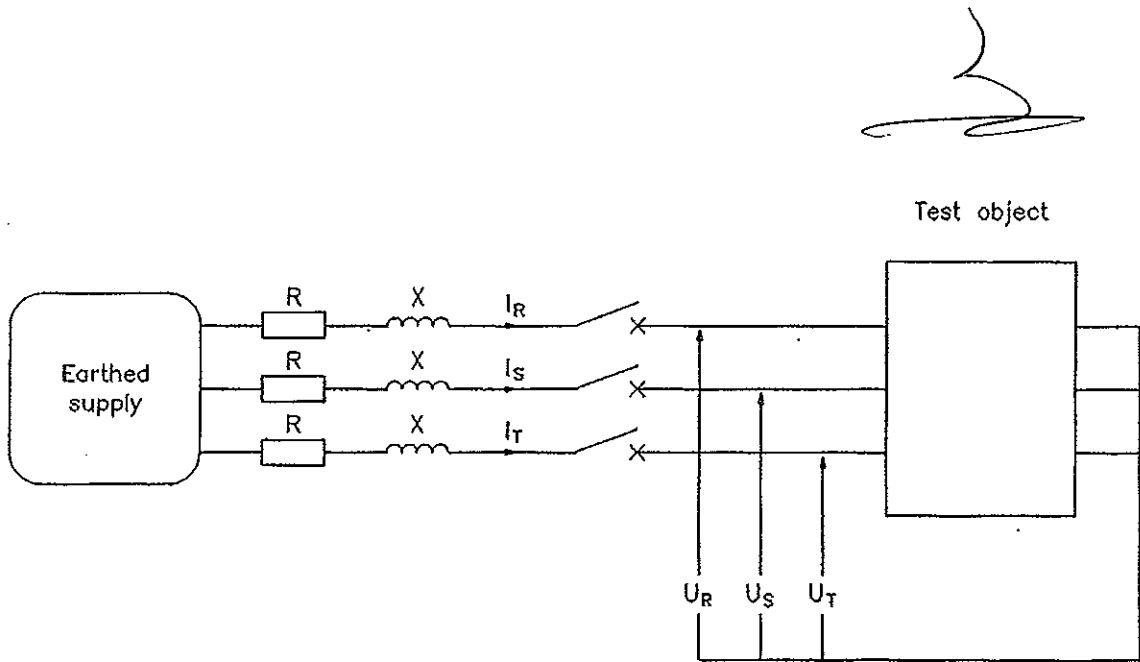 Test object
R X I_R
Earthed
supply
R X I_S
R X I_T
U_R U_S U_T